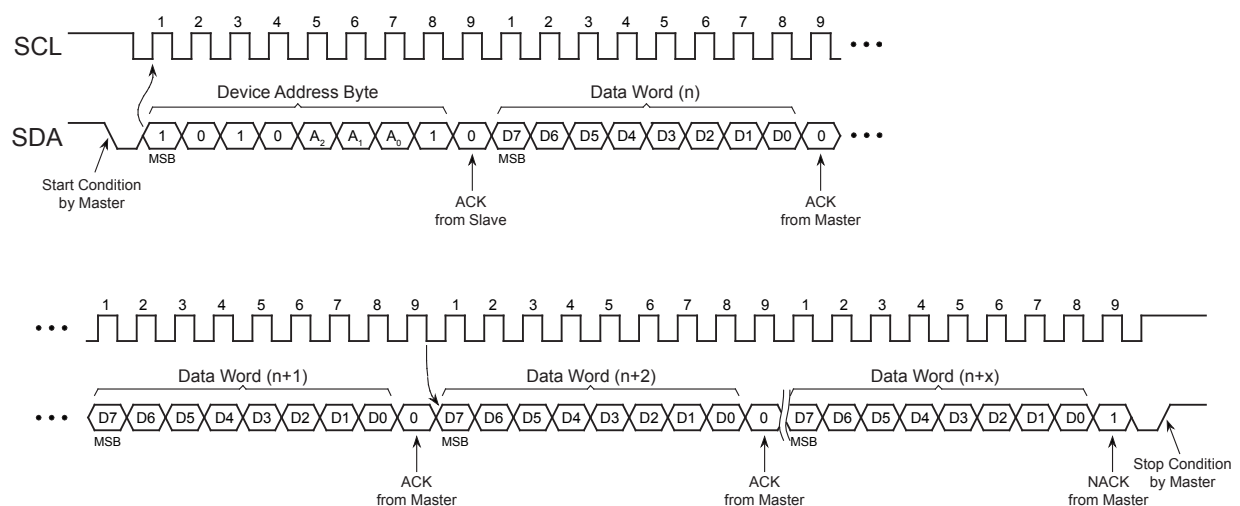 1 2 3 4 5 6 7 8 9 1 2 3 4 5 6 7 8 9
SCL
Device Address Byte Data Word (n)
SDA 1 0 1 0 A2 A1 A0 1 0 D7 D6 D5 D4 D3 D2 D1 D0 0
MSB MSB
Start Condition
by Master
ACK
from Slave
ACK
from Master
1 2 3 4 5 6 7 8 9 1 2 3 4 5 6 7 8 9 1 2 3 4 5 6 7 8 9
Data Word (n+1) Data Word (n+2) Data Word (n+x)
D7 D6 D5 D4 D3 D2 D1 D0 0 D7 D6 D5 D4 D3 D2 D1 D0 0 D7 D6 D5 D4 D3 D2 D1 D0 1
MSB MSB MSB
ACK
from Master
ACK
from Master
NACK
from Master
Stop Condition
by Master